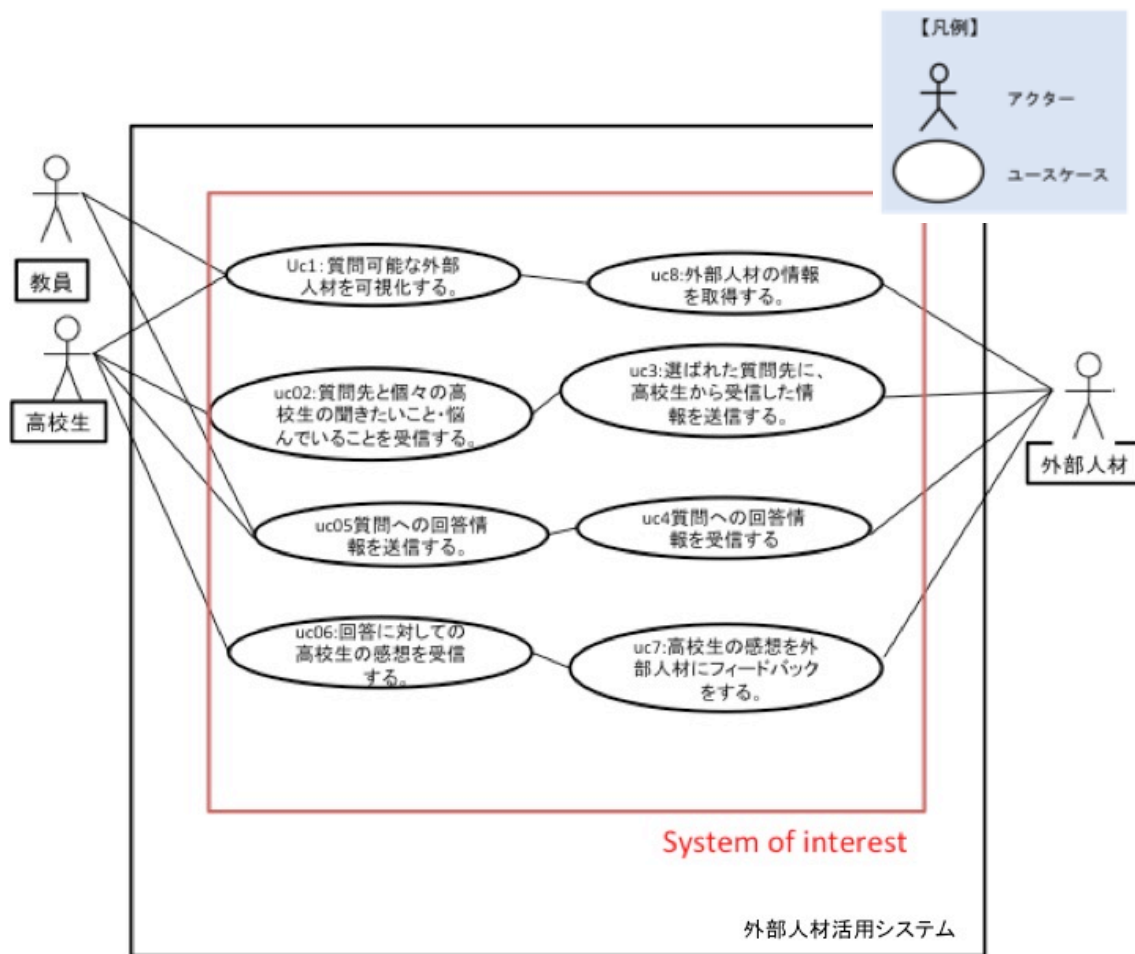 【凡例】
アクター
ユースケース
教員
高校生
Uc1:質問可能な外部
人材を可視化する。
uc8:外部人材の情報
を取得する。
uc02:質問先と個々の高
校生の聞きたいこと・悩
んでいることを受信する。
uc3:選ばれた質問先に、
高校生から受信した情
報を送信する。
外部人材
uc05質問への回答情
報を送信する。
uc4質問への回答情
報を受信する
uc06:回答に対しての
高校生の感想を受信
する。
uc7:高校生の感想を外
部人材にフィードバック
をする。
System of interest
外部人材活用システム